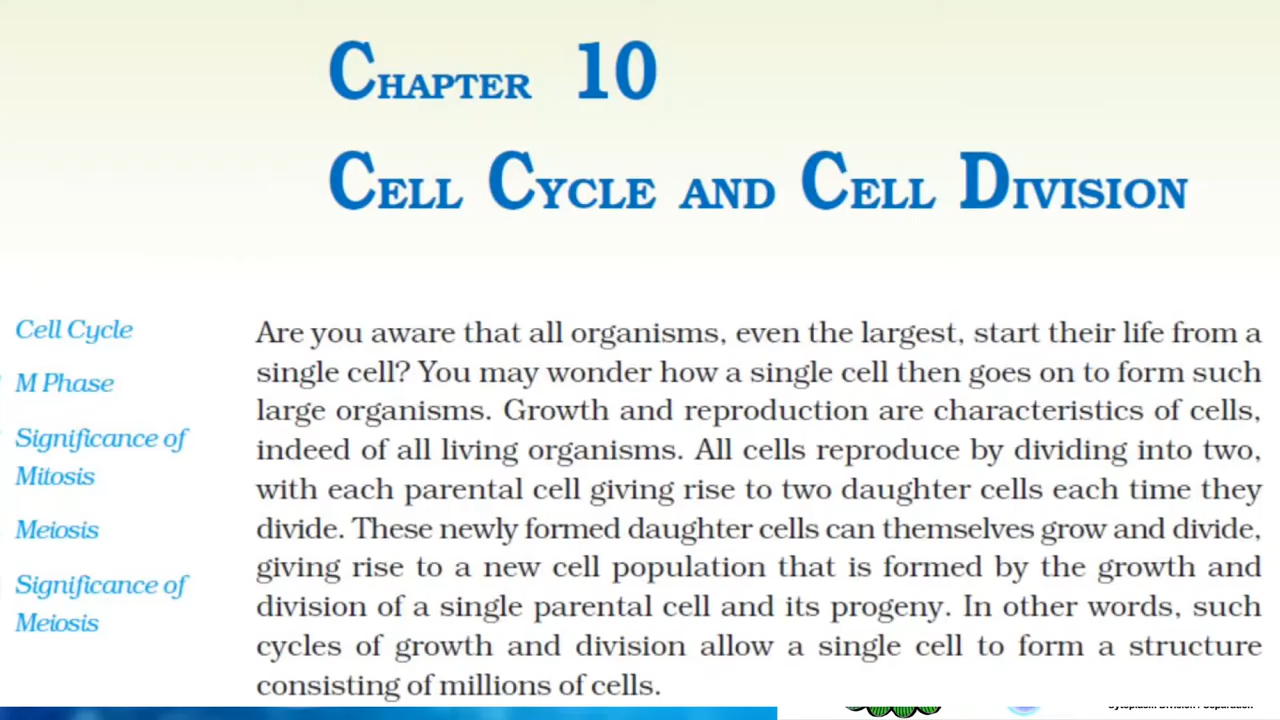 CHAPTER 10
CELL CYCLE AND CELL DIVISION
Cell Cycle
M Phase
Significance of
Mitosis
Meiosis
Significance of
Meiosis
Are you aware that all organisms, even the largest, start their life from a
single cell? You may wonder how a single cell then goes on to form such
large organisms. Growth and reproduction are characteristics of cells,
indeed of all living organisms. All cells reproduce by dividing into two,
with each parental cell giving rise to two daughter cells each time they
divide. These newly formed daughter cells can themselves grow and divide,
giving rise to a new cell population that is formed by the growth and
division of a single parental cell and its progeny. In other words, such
cycles of growth and division allow a single cell to form a structure
consisting of millions of cells.